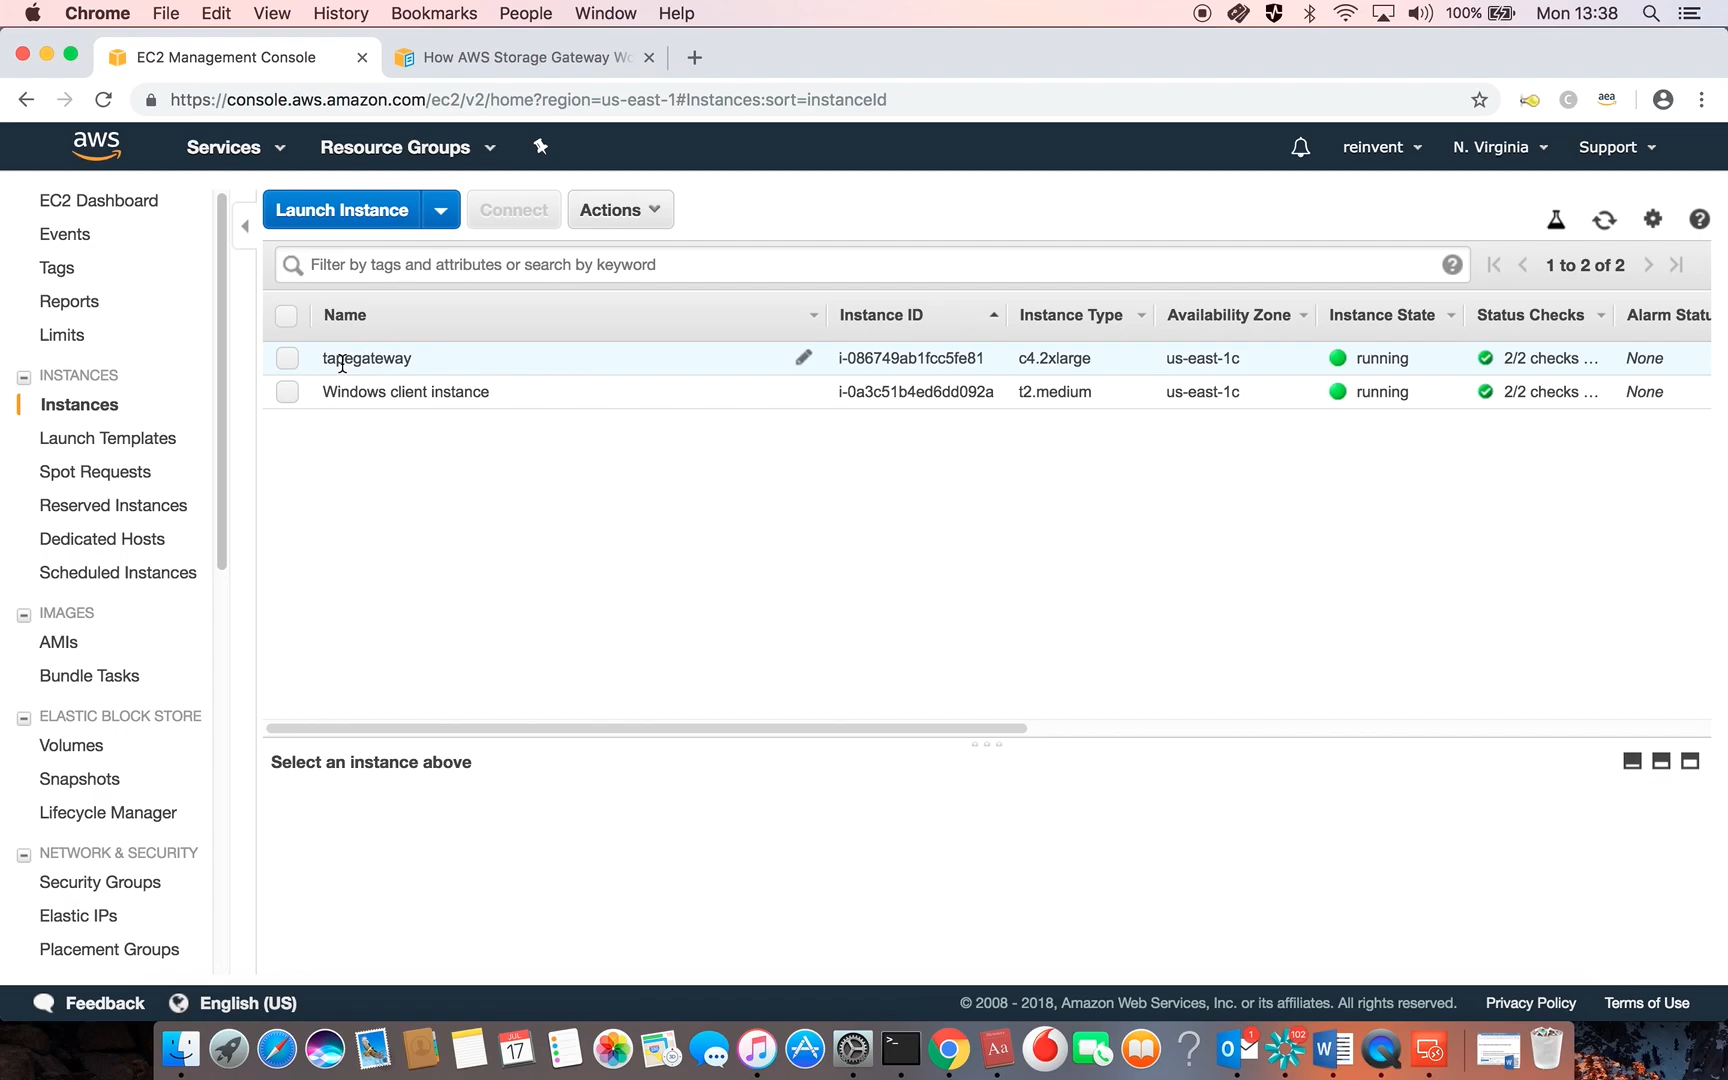 Chrome File Edit View History Bookmarks People Window Help 100% Mon 13:38
EC2 Management Console How AWS Storage Gateway Wo
https://console.aws.amazon.com/ec2/v2/home?region=us-east-1#Instances:sort=instanceId C aea
aws Services Resource Groups reinvent N. Virginia Support
EC2 Dashboard
Events
Tags
Reports
Limits
INSTANCES
Instances
Launch Templates
Spot Requests
Reserved Instances
Dedicated Hosts
Scheduled Instances
IMAGES
AMIs
Bundle Tasks
ELASTIC BLOCK STORE
Volumes
Snapshots
Lifecycle Manager
NETWORK & SECURITY
Security Groups
Elastic IPs
Placement Groups
Launch Instance Connect Actions
Filter by tags and attributes or search by keyword 1 to 2 of 2
Name Instance ID Instance Type Availability Zone Instance State Status Checks Alarm Statu
tapegateway i-086749ab1fcc5fe81 c4.2xlarge us-east-1c running 2/2 checks ... None
Windows client instance i-0a3c51b4ed6dd092a t2.medium us-east-1c running 2/2 checks ... None
Select an instance above
Feedback English (US) © 2008 - 2018, Amazon Web Services, Inc. or its affiliates. All rights reserved. Privacy Policy Terms of Use
JUL
17
Aa
1
102